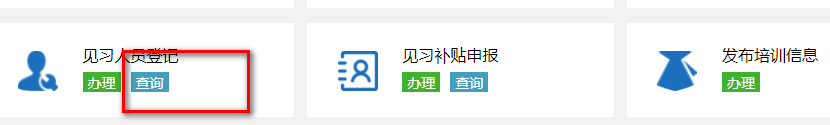 见习人员登记
办理 查询
见习补贴申报
办理 查询
发布培训信息
办理